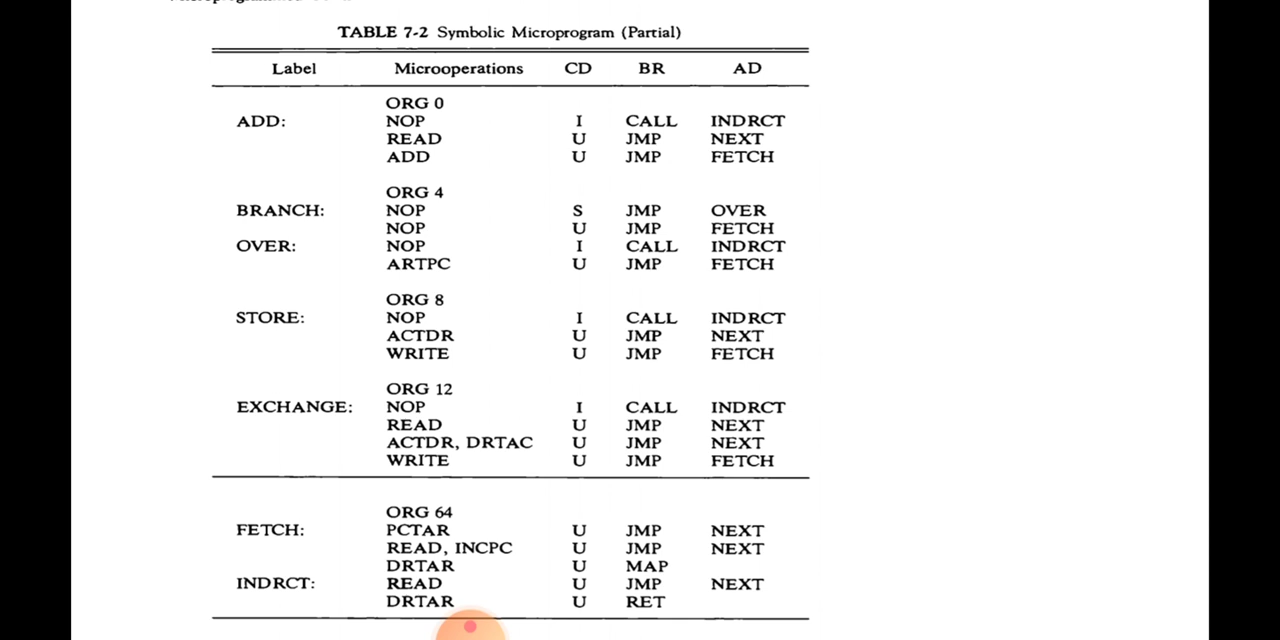 TABLE 7-2 Symbolic Microprogram (Partial)
Label Microoperations CD BR AD
ORG 0
ADD: NOP I CALL INDRCT
READ U JMP NEXT
ADD U JMP FETCH
ORG 4
BRANCH: NOP S JMP OVER
NOP U JMP FETCH
OVER: NOP I CALL INDRCT
ARTPC U JMP FETCH
ORG 8
STORE: NOP I CALL INDRCT
ACTDR U JMP NEXT
WRITE U JMP FETCH
ORG 12
EXCHANGE: NOP I CALL INDRCT
READ U JMP NEXT
ACTDR, DRTAC U JMP NEXT
WRITE U JMP FETCH
ORG 64
FETCH: PCTAR U JMP NEXT
READ, INCPC U JMP NEXT
DRTAR U MAP
INDRCT: READ U JMP NEXT
DRTAR U RET